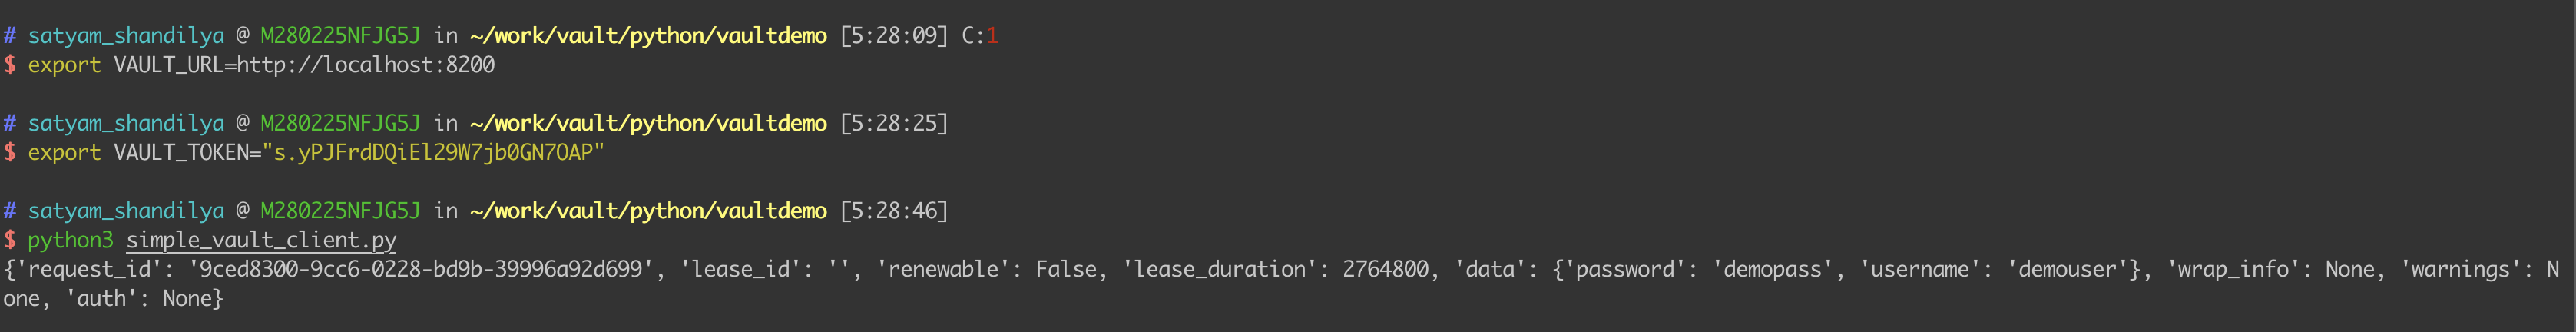 # satyam_shandilya @ M280225NFJG5J in ~/work/vault/python/vaultdemo [5:28:09] C:1
$ export VAULT_URL=http://localhost:8200
# satyam_shandilya @ M280225NFJG5J in ~/work/vault/python/vaultdemo [5:28:25]
$ export VAULT_TOKEN="s.yPJFrdDQiEl29W7jb0GN7OAP"
# satyam_shandilya @ M280225NFJG5J in ~/work/vault/python/vaultdemo [5:28:46]
$ python3 simple_vault_client.py
{'request_id': '9ced8300-9cc6-0228-bd9b-39996a92d699', 'lease_id': '', 'renewable': False, 'lease_duration': 2764800, 'data': {'password': 'demopass', 'username': 'demouser'}, 'wrap_info': None, 'warnings': N
one, 'auth': None}